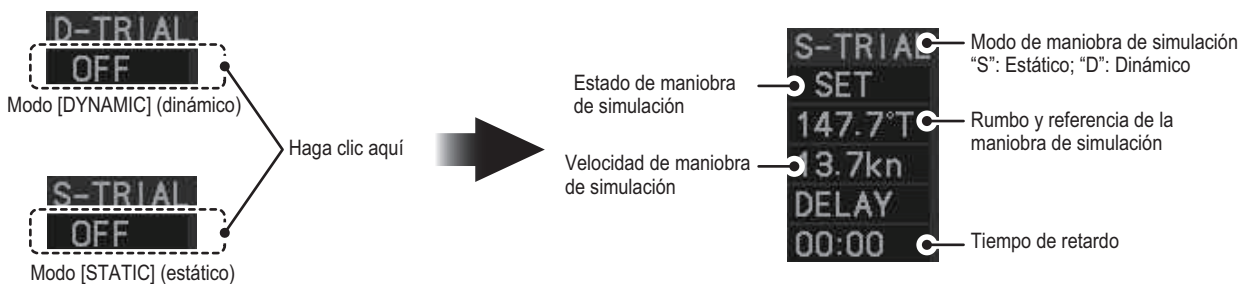 D-TRIAL
OFF
Modo [DYNAMIC] (dinámico)
Haga clic aquí
S-TRIAL
OFF
Modo [STATIC] (estático)
Estado de maniobra
de simulación
Velocidad de maniobra
de simulación
S-TRIAL
SET
147.7°T
13.7kn
DELAY
00:00
Modo de maniobra de simulación
“S”: Estático; “D”: Dinámico
Rumbo y referencia de la
maniobra de simulación
Tiempo de retardo